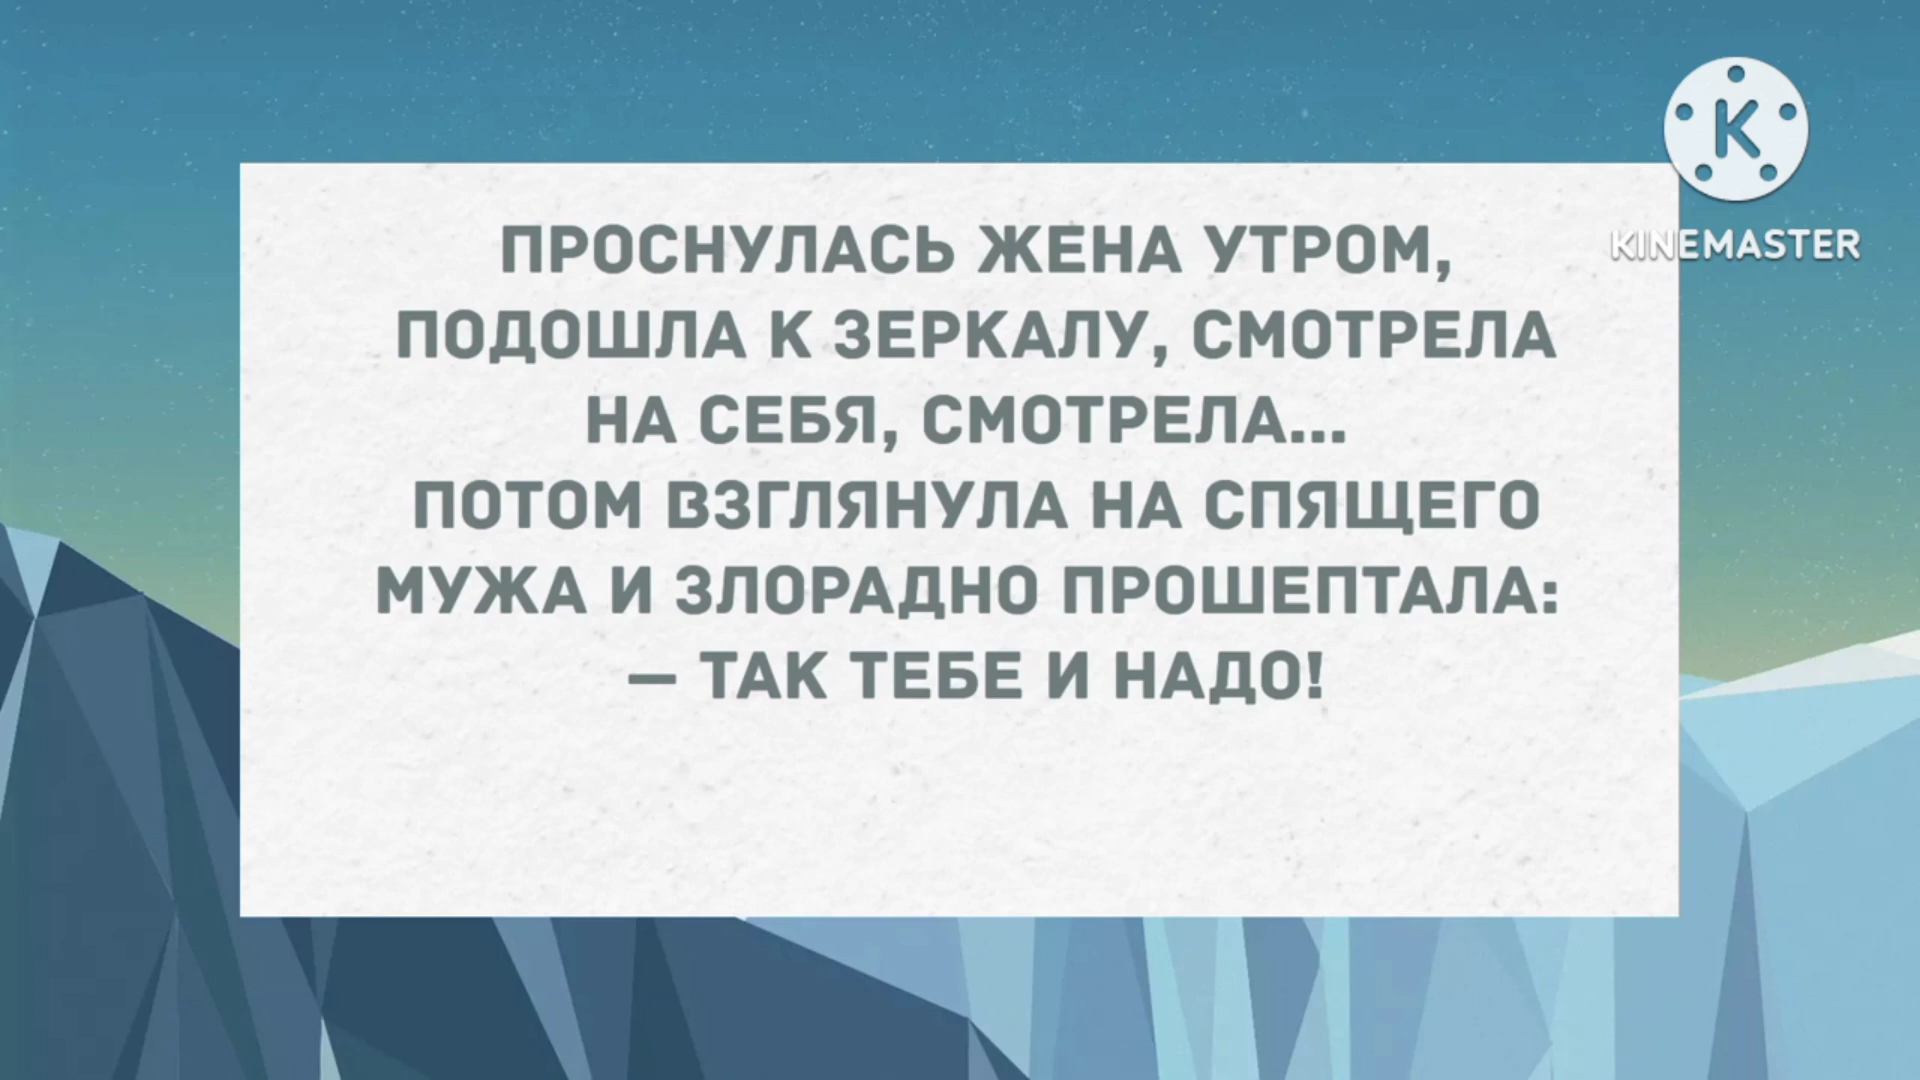 ПРОСНУЛАСЬ ЖЕНА УТРОМ,
ПОДОШЛА К ЗЕРКАЛУ, СМОТРЕЛА
НА СЕБЯ, СМОТРЕЛА...
ПОТОМ ВЗГЛЯНУЛА НА СПЯЩЕГО
МУЖА И ЗЛОРАДНО ПРОШЕПТАЛА:
– ТАК ТЕБЕ И НАДО!
K
KINEMASTER